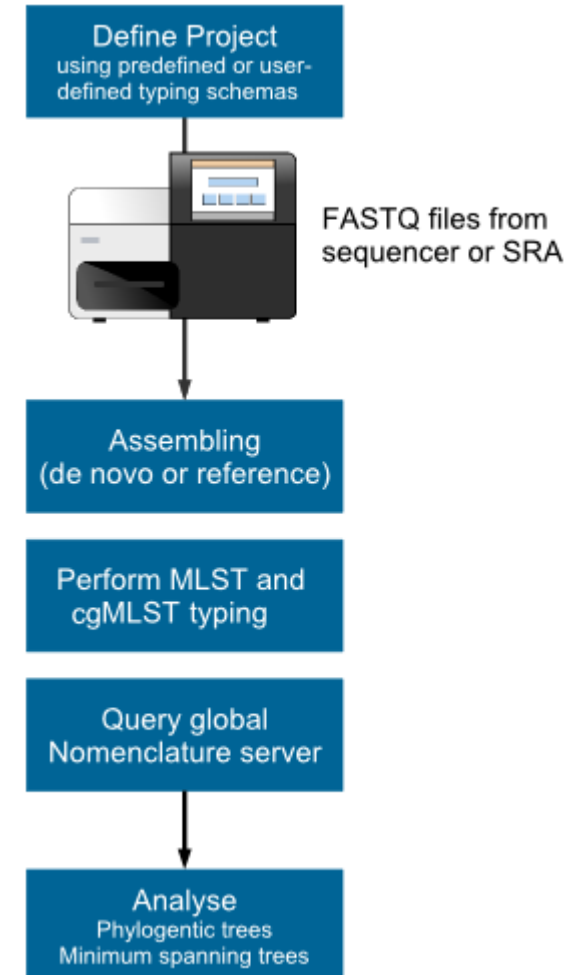 Define Project
using predefined or user-
defined typing schemas
FASTQ files from
sequencer or SRA
Assembling
(de novo or reference)
Perform MLST and
cgMLST typing
Query global
Nomenclature server
Analyse
Phylogentic trees
Minimum spanning trees